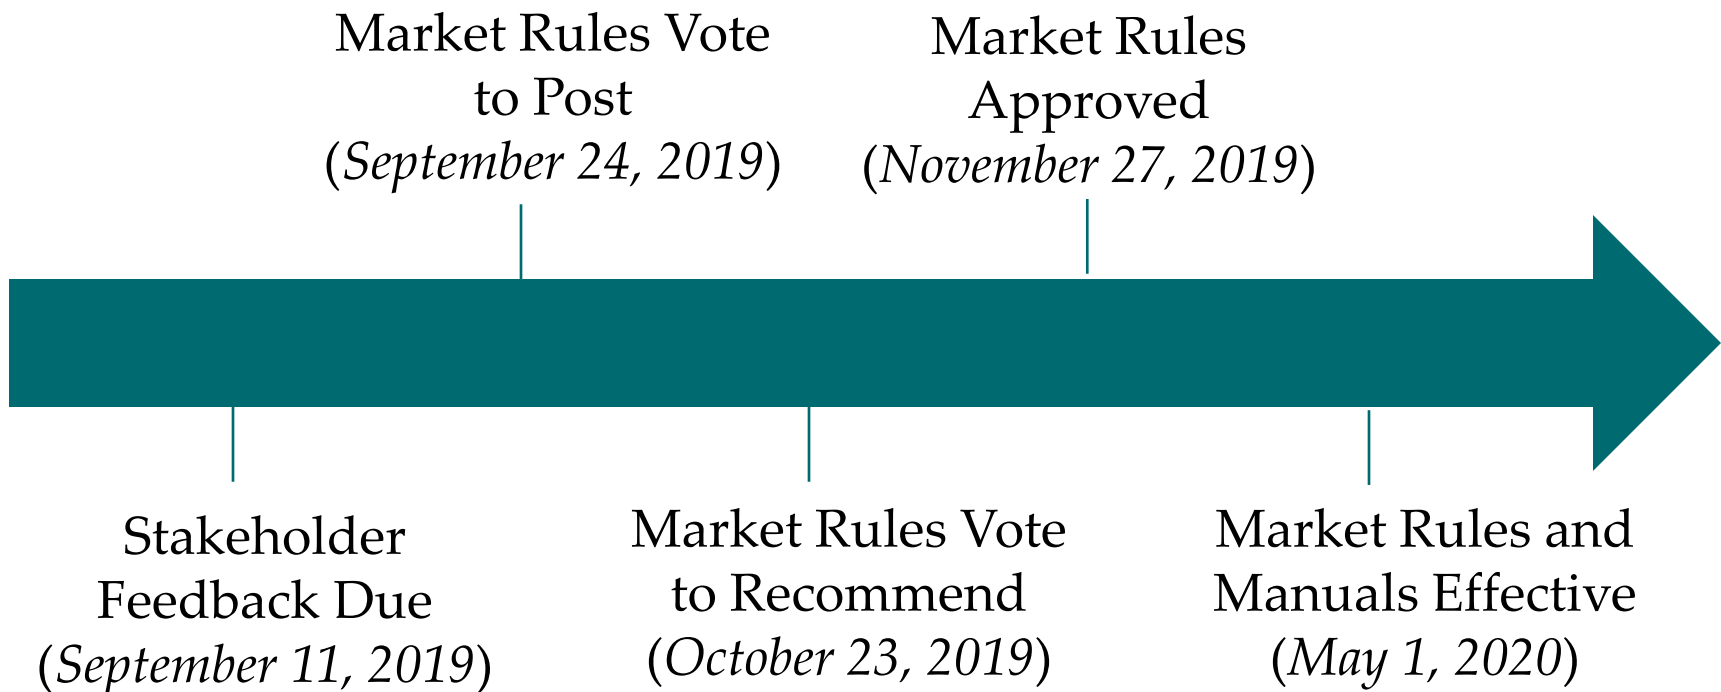 Market Rules Vote
to Post
(September 24, 2019)
Market Rules
Approved
(November 27, 2019)
Stakeholder
Feedback Due
(September 11, 2019)
Market Rules Vote
to Recommend
(October 23, 2019)
Market Rules and
Manuals Effective
(May 1, 2020)